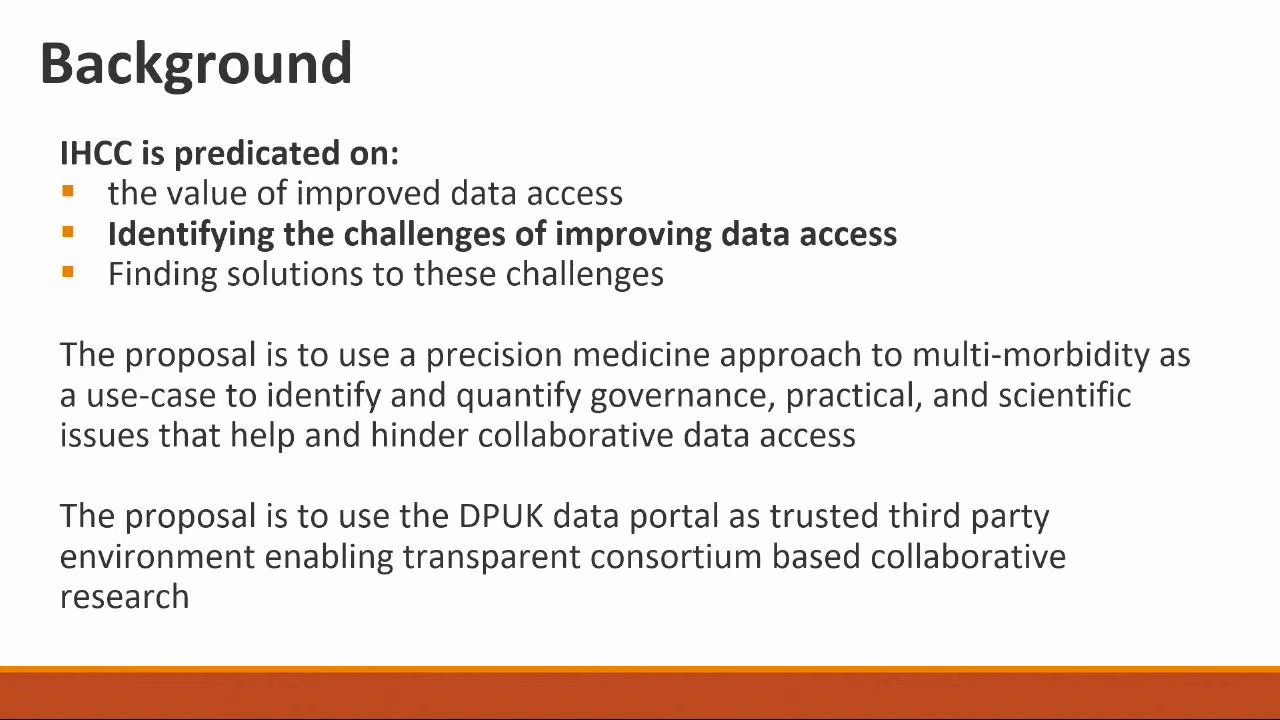 Background
IHCC is predicated on:
▪ the value of improved data access
▪ Identifying the challenges of improving data access
▪ Finding solutions to these challenges
The proposal is to use a precision medicine approach to multi-morbidity as
a use-case to identify and quantify governance, practical, and scientific
issues that help and hinder collaborative data access
The proposal is to use the DPUK data portal as trusted third party
environment enabling transparent consortium based collaborative
research